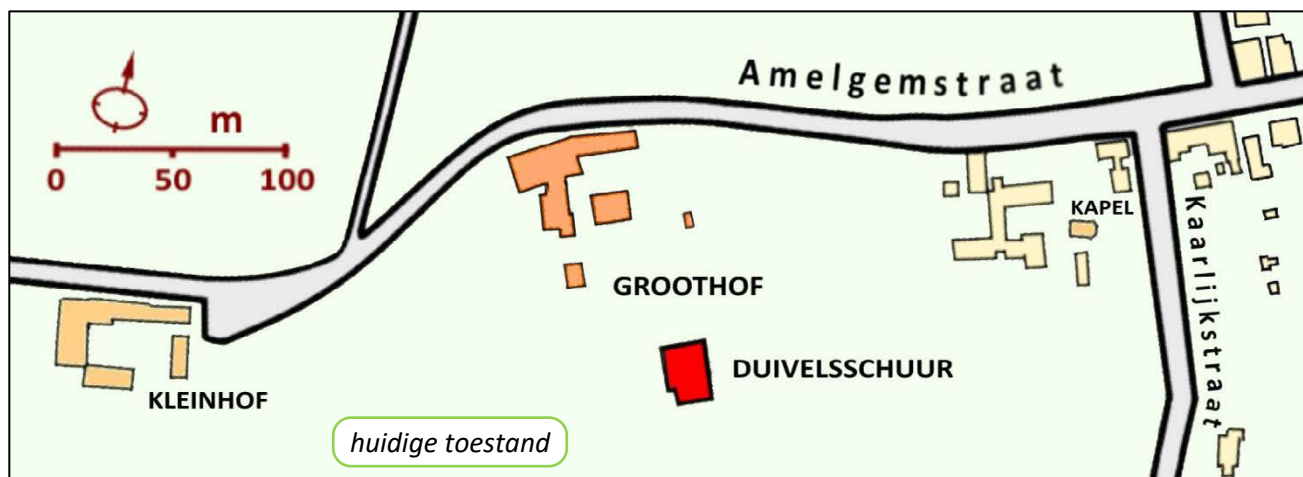 Amelgemstraat
m
0 50 100
KAPEL
Kaarlijkstraat
GROOTHOF
DUIVELSSCHUUR
KLEINHOF
huidige toestand